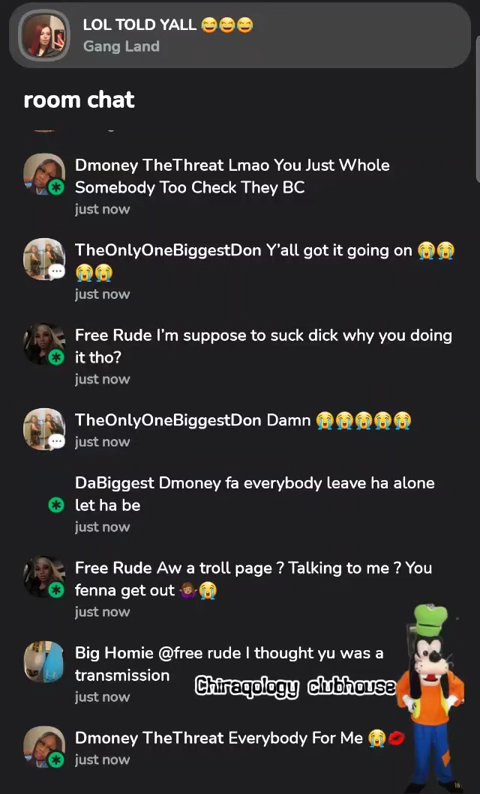 LOL TOLD YALL 😂😂😂
Gang Land
room chat
Dmoney TheThreat Lmao You Just Whole
Somebody Too Check They BC
just now
TheOnlyOneBiggestDon Y'all got it going on 😭😭
😭😭
just now
Free Rude I'm suppose to suck dick why you doing
it tho?
just now
TheOnlyOneBiggestDon Damn 😭😭😭😭😭
just now
DaBiggest Dmoney fa everybody leave ha alone
let ha be
just now
Free Rude Aw a troll page ? Talking to me ? You
fenna get out 🤷🏾‍♀️😭
just now
Big Homie @free rude I thought yu was a
transmission
just now
Chiraqology clubhouse
Dmoney TheThreat Everybody For Me 😭💋
just now